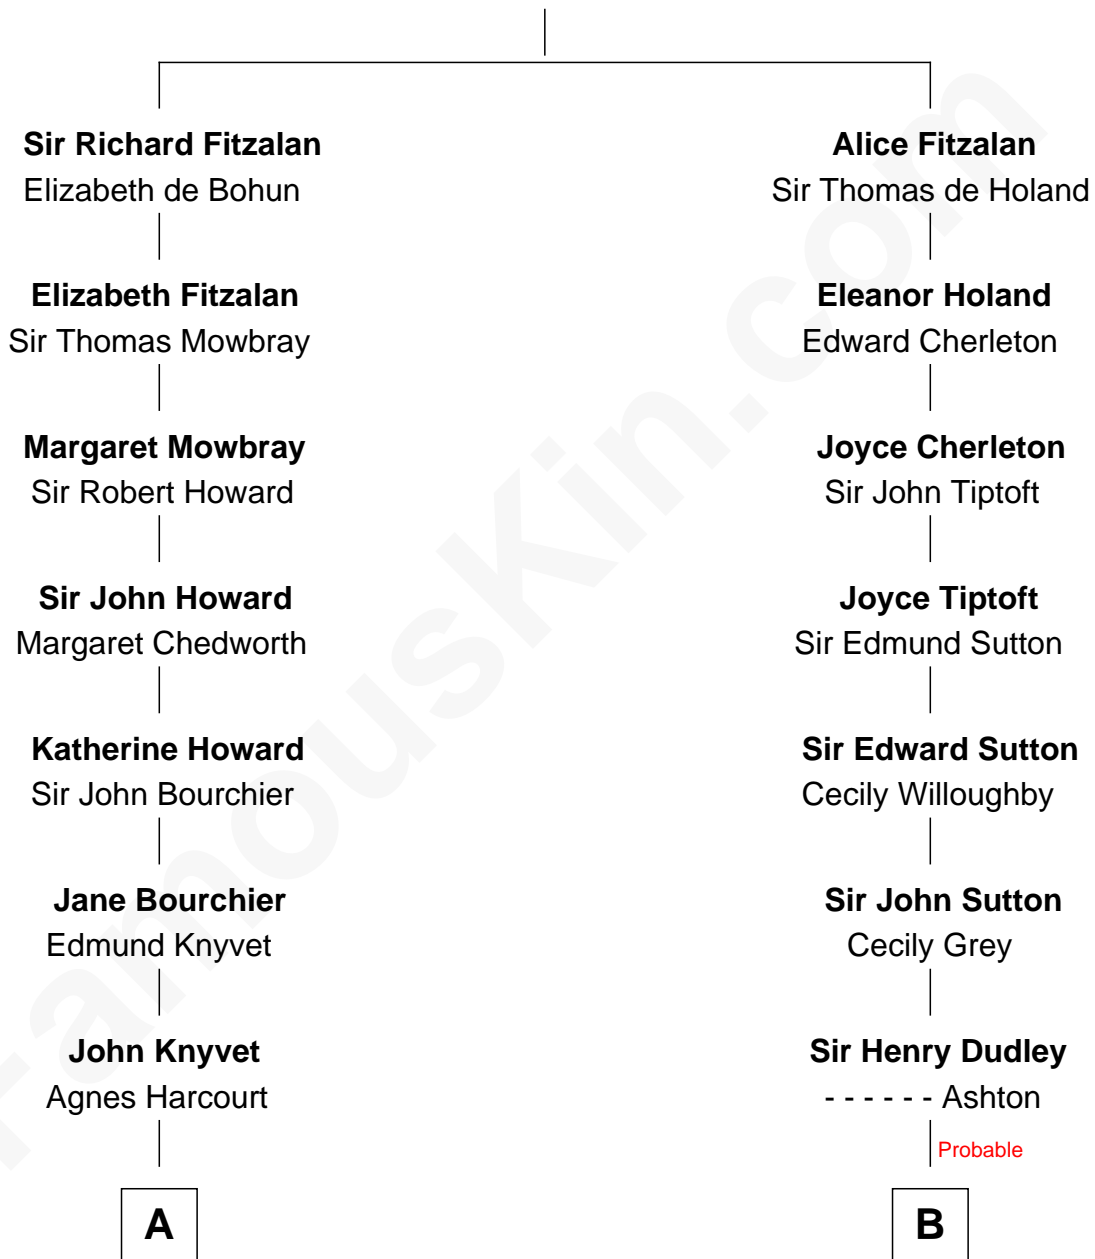 Sir Richard Fitzalan
Elizabeth de Bohun
Elizabeth Fitzalan
Sir Thomas Mowbray
Margaret Mowbray
Sir Robert Howard
Sir John Howard
Margaret Chedworth
Katherine Howard
Sir John Bourchier
Jane Bourchier
Edmund Knyvet
John Knyvet
Agnes Harcourt
A
Alice Fitzalan
Sir Thomas de Holand
Eleanor Holand
Edward Cherleton
Joyce Cherleton
Sir John Tiptoft
Joyce Tiptoft
Sir Edmund Sutton
Sir Edward Sutton
Cecily Willoughby
Sir John Sutton
Cecily Grey
Sir Henry Dudley
- - - - - - Ashton
Probable
B
FamousKin.com